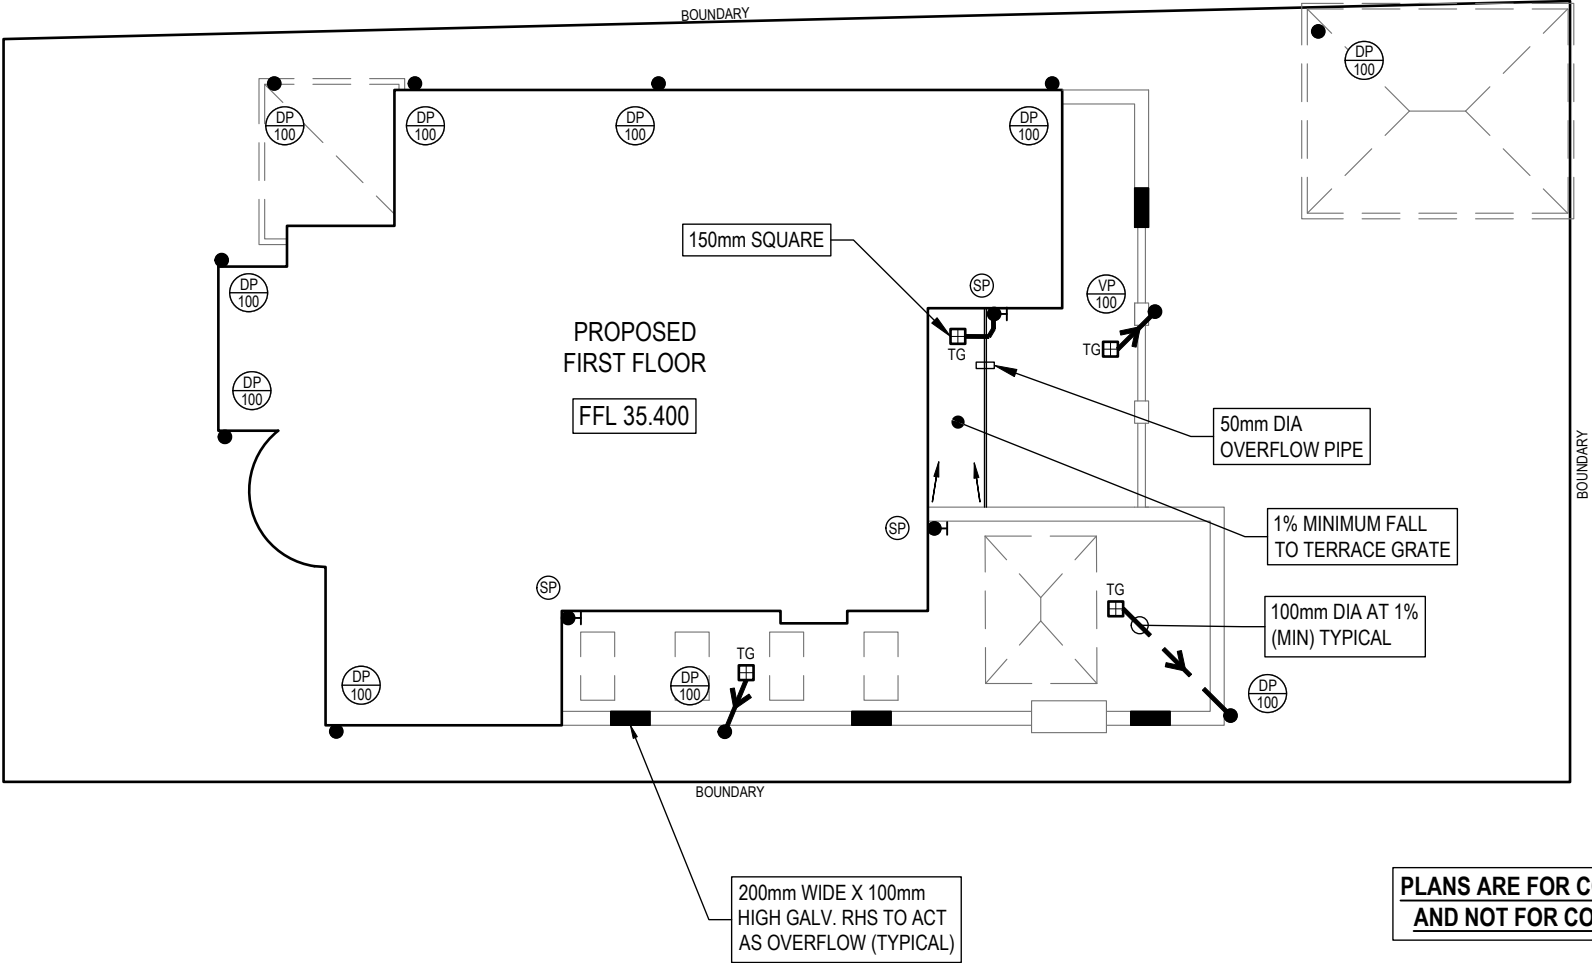 BOUNDARY
DP
100
DP
100
DP
100
DP
100
DP
100
150mm SQUARE
SP
VP
100
DP
100
PROPOSED
FIRST FLOOR
FFL 35.400
TG
TG
DP
100
50mm DIA
OVERFLOW PIPE
BOUNDARY
SP
1% MINIMUM FALL
TO TERRACE GRATE
SP
TG
100mm DIA AT 1%
(MIN) TYPICAL
TG
DP
100
DP
100
DP
100
BOUNDARY
200mm WIDE X 100mm
HIGH GALV. RHS TO ACT
AS OVERFLOW (TYPICAL)
PLANS ARE FOR
AND NOT FOR